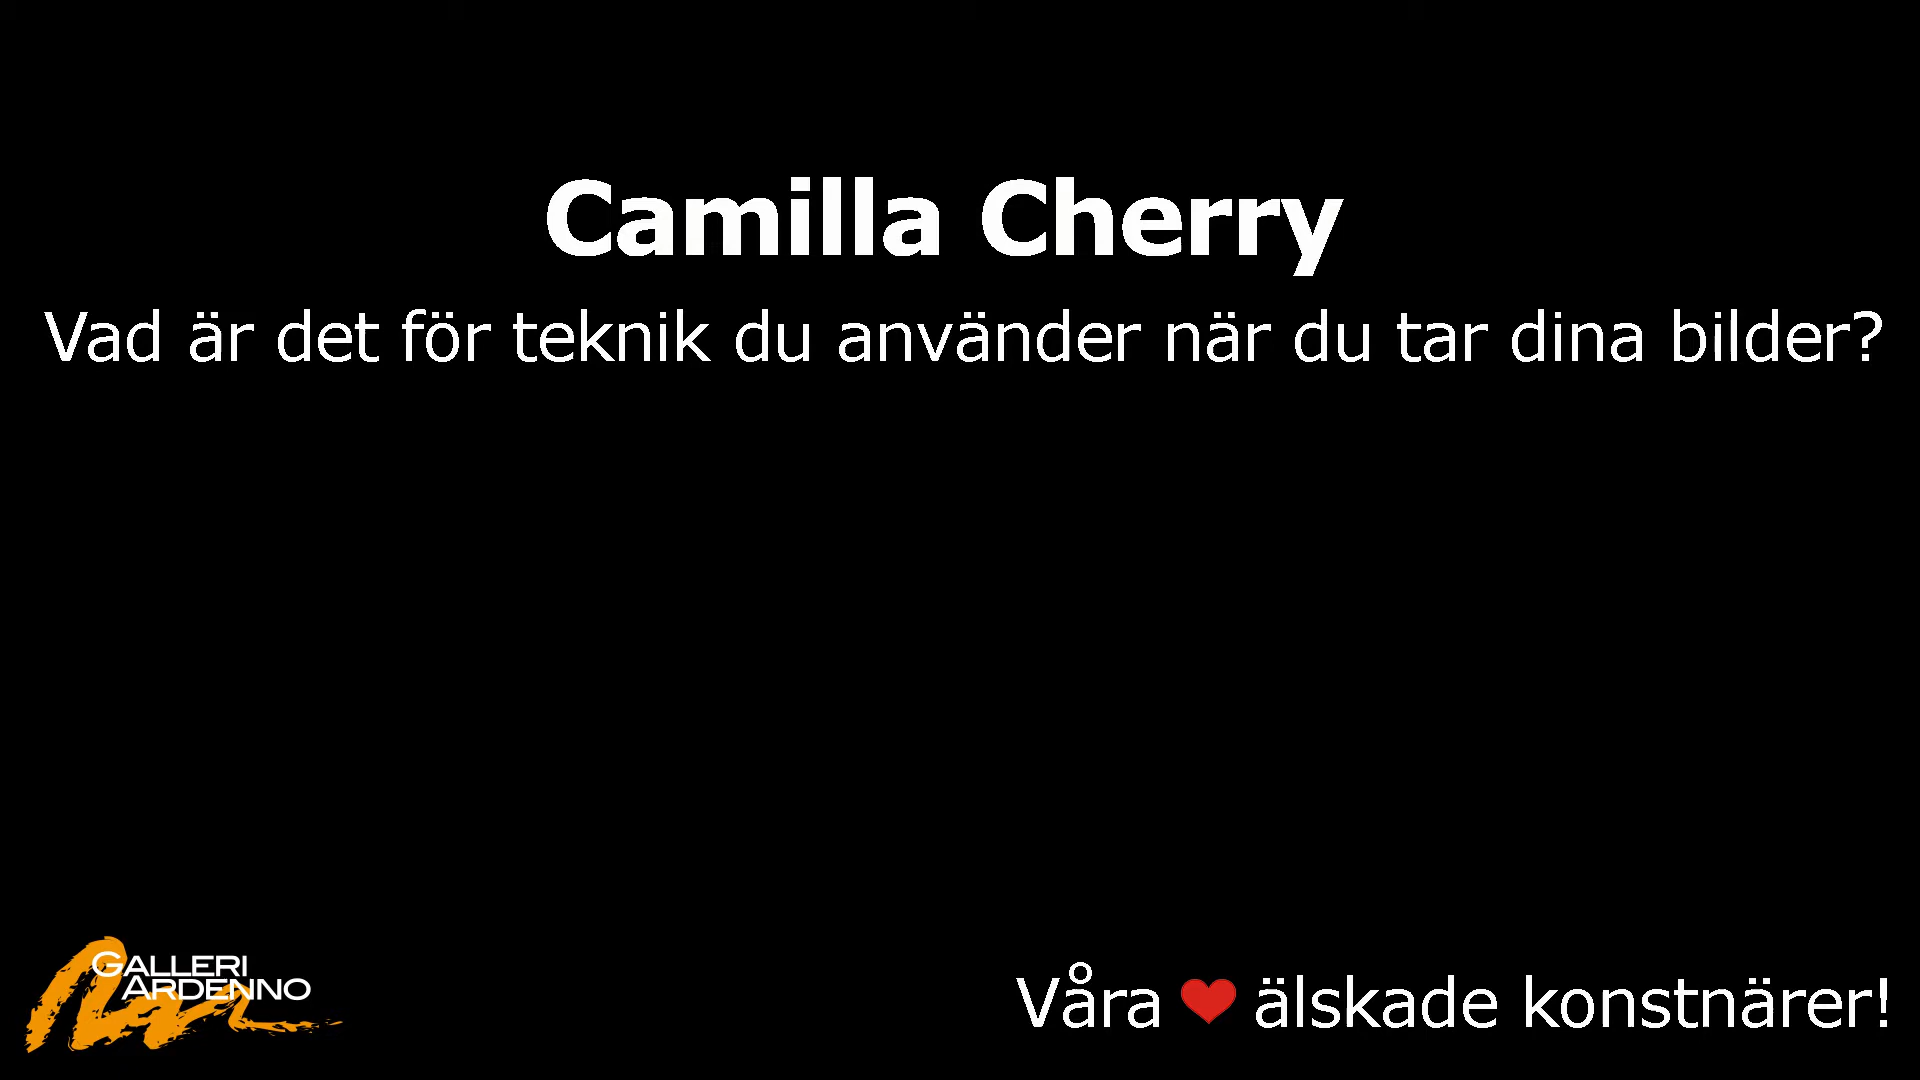 Camilla Cherry
Vad är det för teknik du använder när du tar dina bilder?
GALLERI
ARDENNO
Våra ❤ älskade konstnärer!